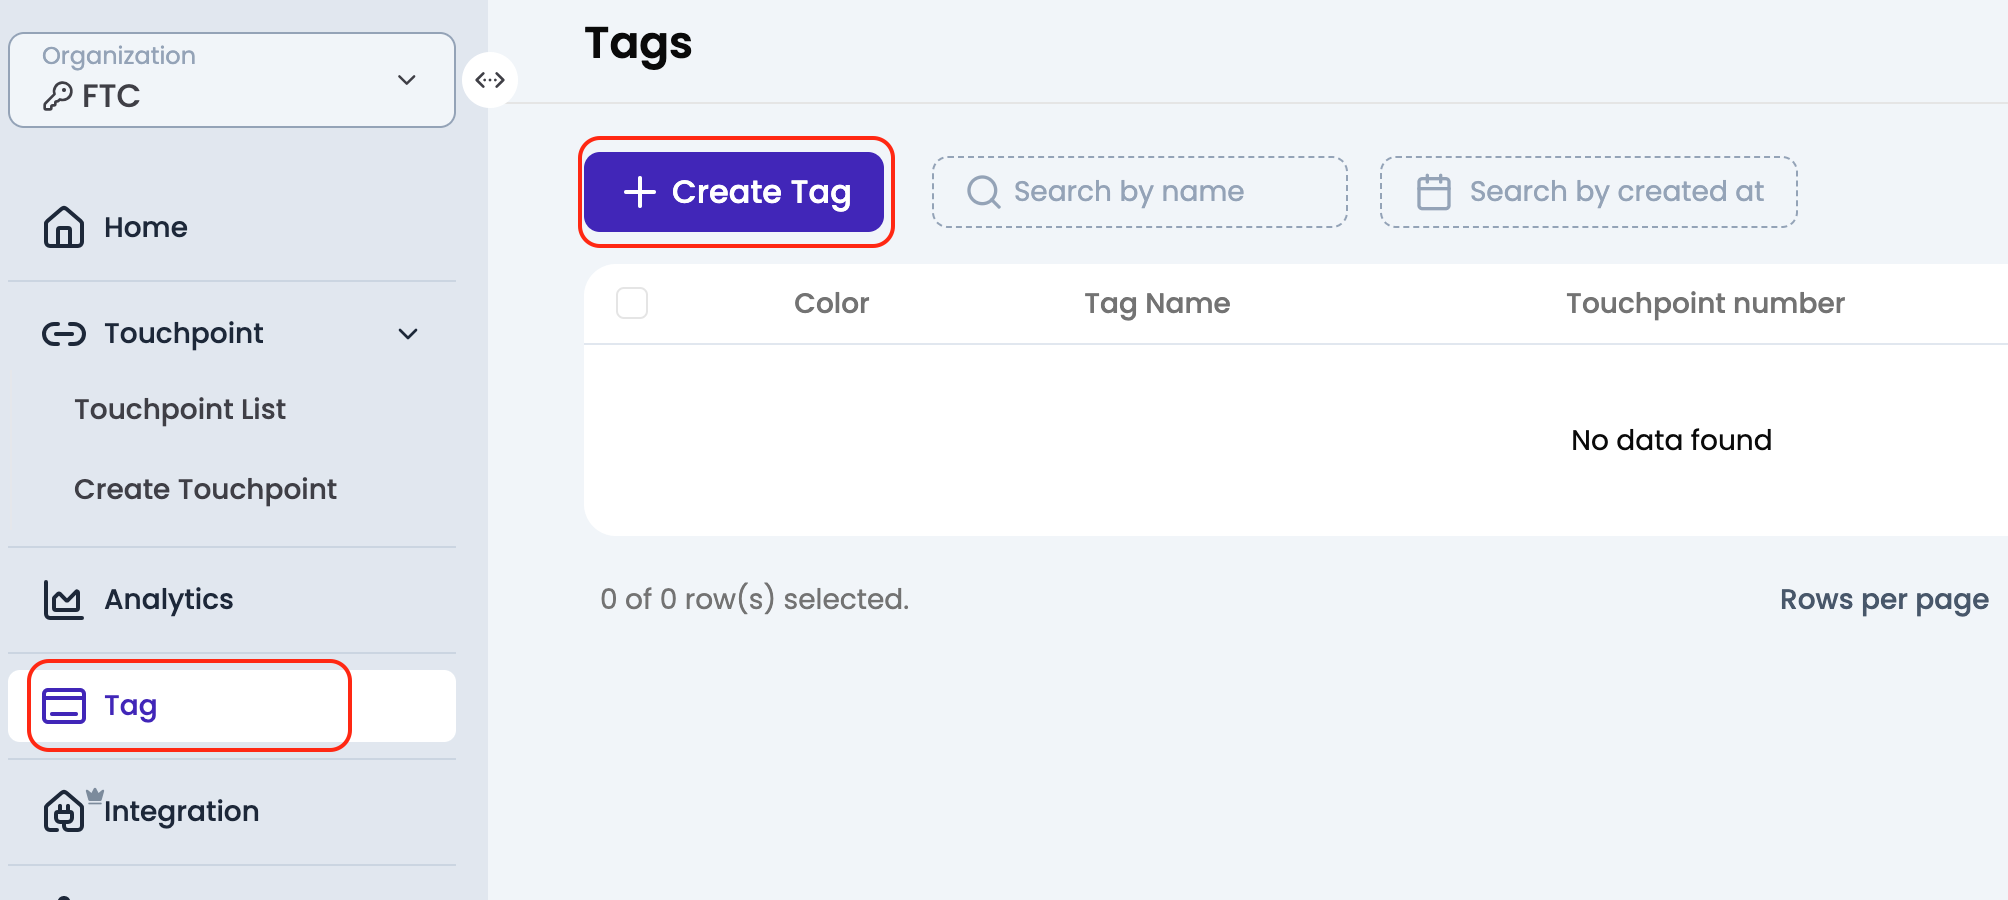 Organization
FTC
Home
Touchpoint
Touchpoint List
Create Touchpoint
Analytics
Tag
Integration
Tags
Create Tag
Search by name
Search by created at
Color
Tag Name
Touchpoint number
No data found
0 of 0 row(s) selected.
Rows per page